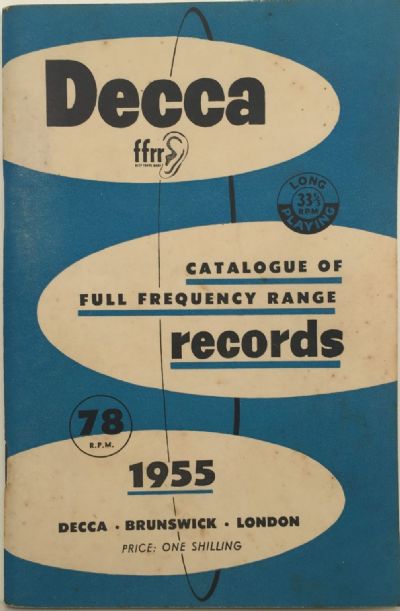 Decca
ffrr
LONG
33⅓
RPM
PLAYING
CATALOGUE OF
FULL FREQUENCY RANGE
records
78
R.P.M.
1955
DECCA · BRUNSWICK · LONDON
PRICE: ONE SHILLING